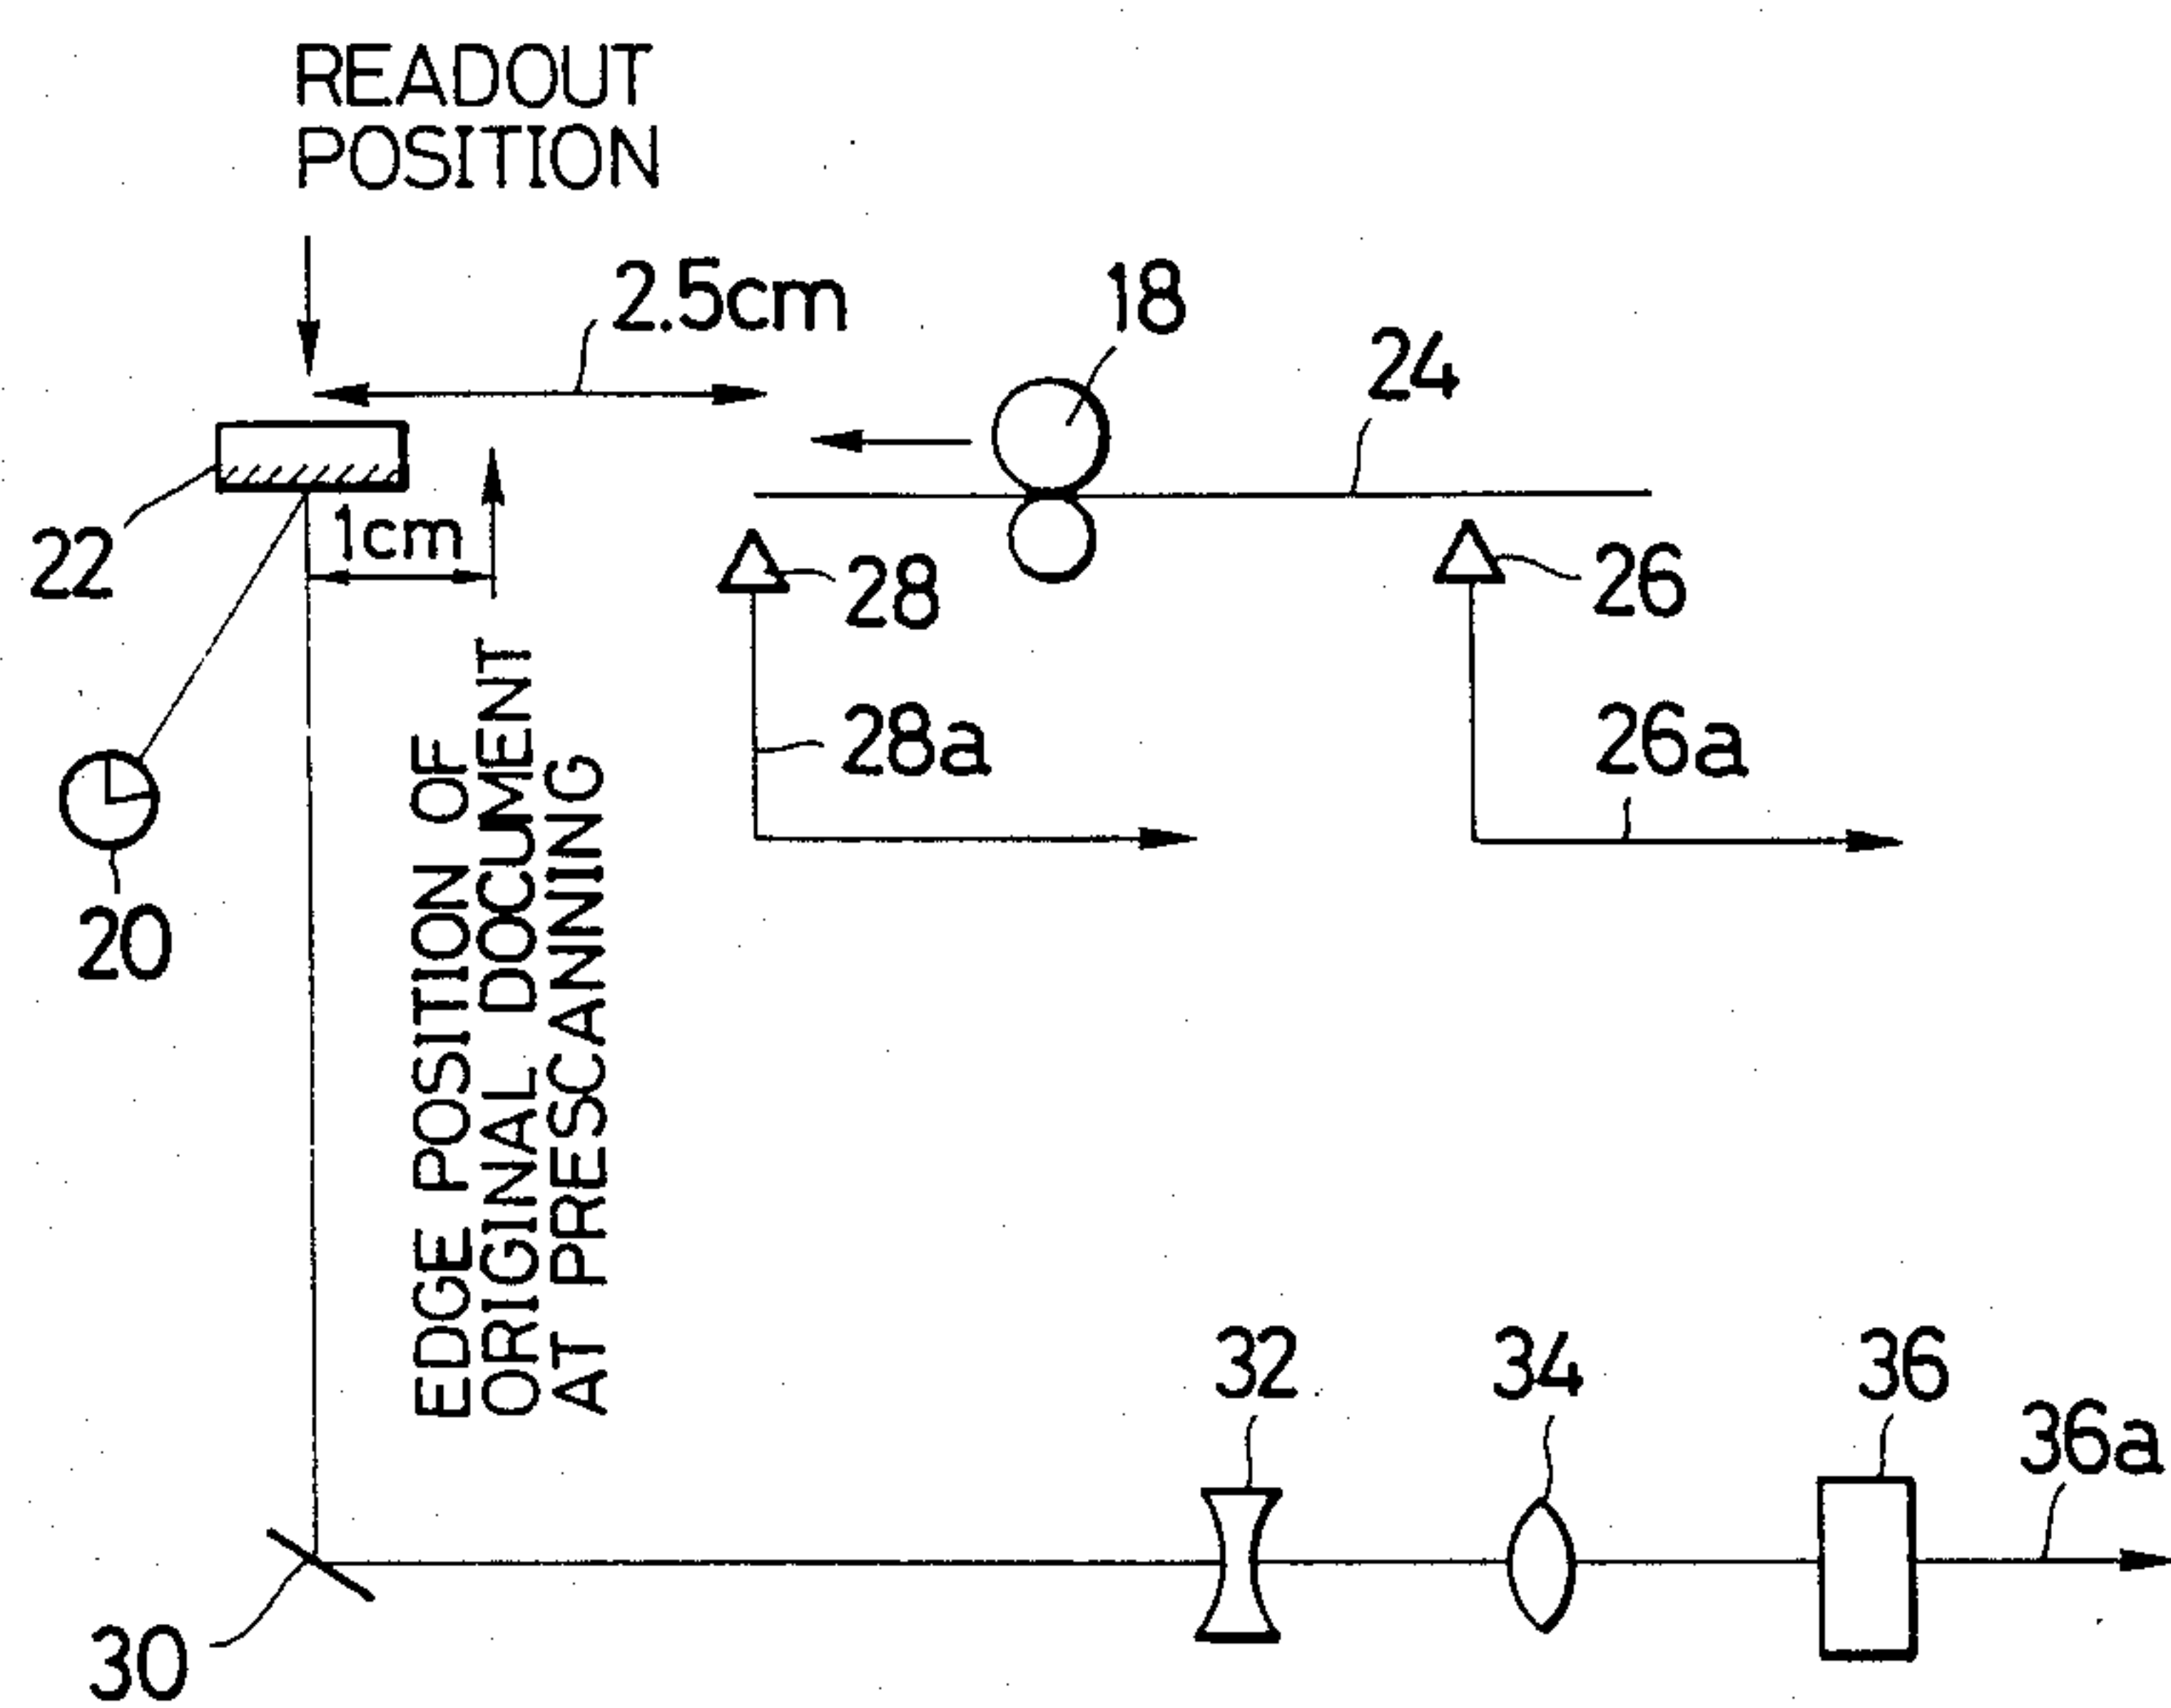 READOUT
POSITION
2.5cm
18
24
1cm
22
28
26
28a
26a
20
EDGE POSITION OF
ORIGINAL DOCUMENT
AT PRESCANNING
32
34
36
36a
30